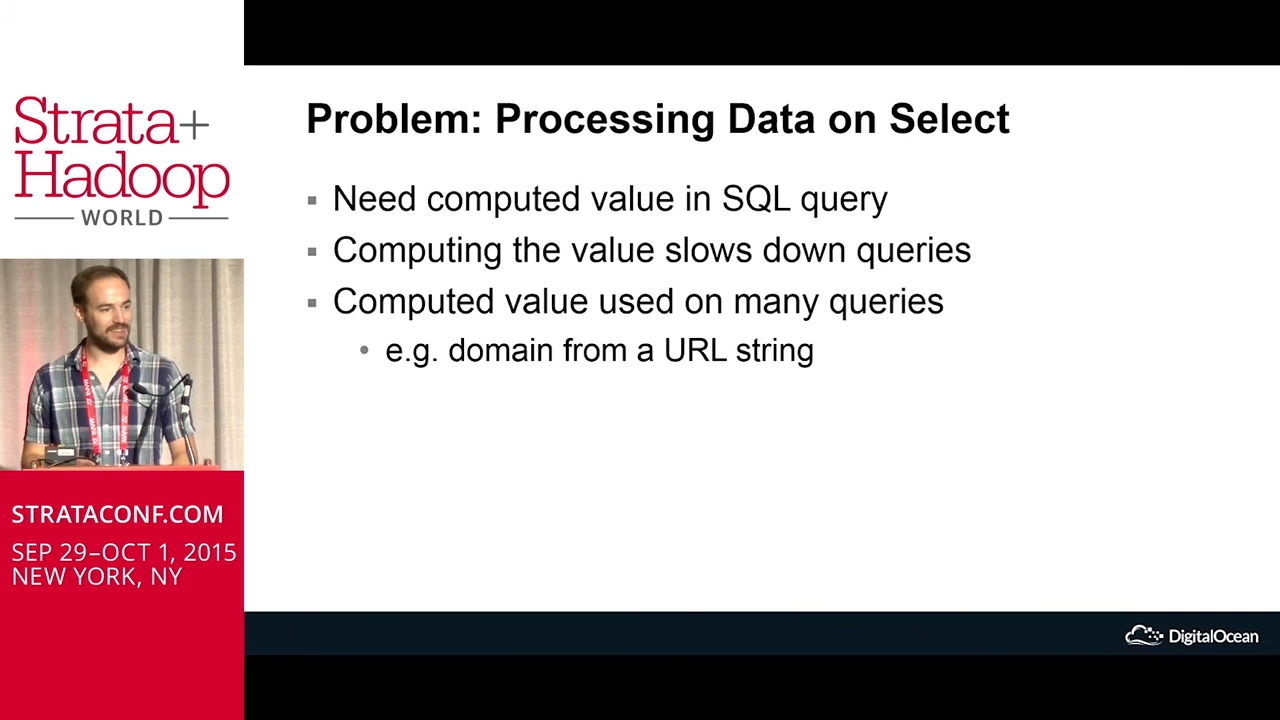 Strata+
Hadoop
WORLD
Problem: Processing Data on Select
Need computed value in SQL query
Computing the value slows down queries
Computed value used on many queries
e.g. domain from a URL string
STRATACONF.COM
SEP 29–OCT 1, 2015
NEW YORK, NY
DigitalOcean